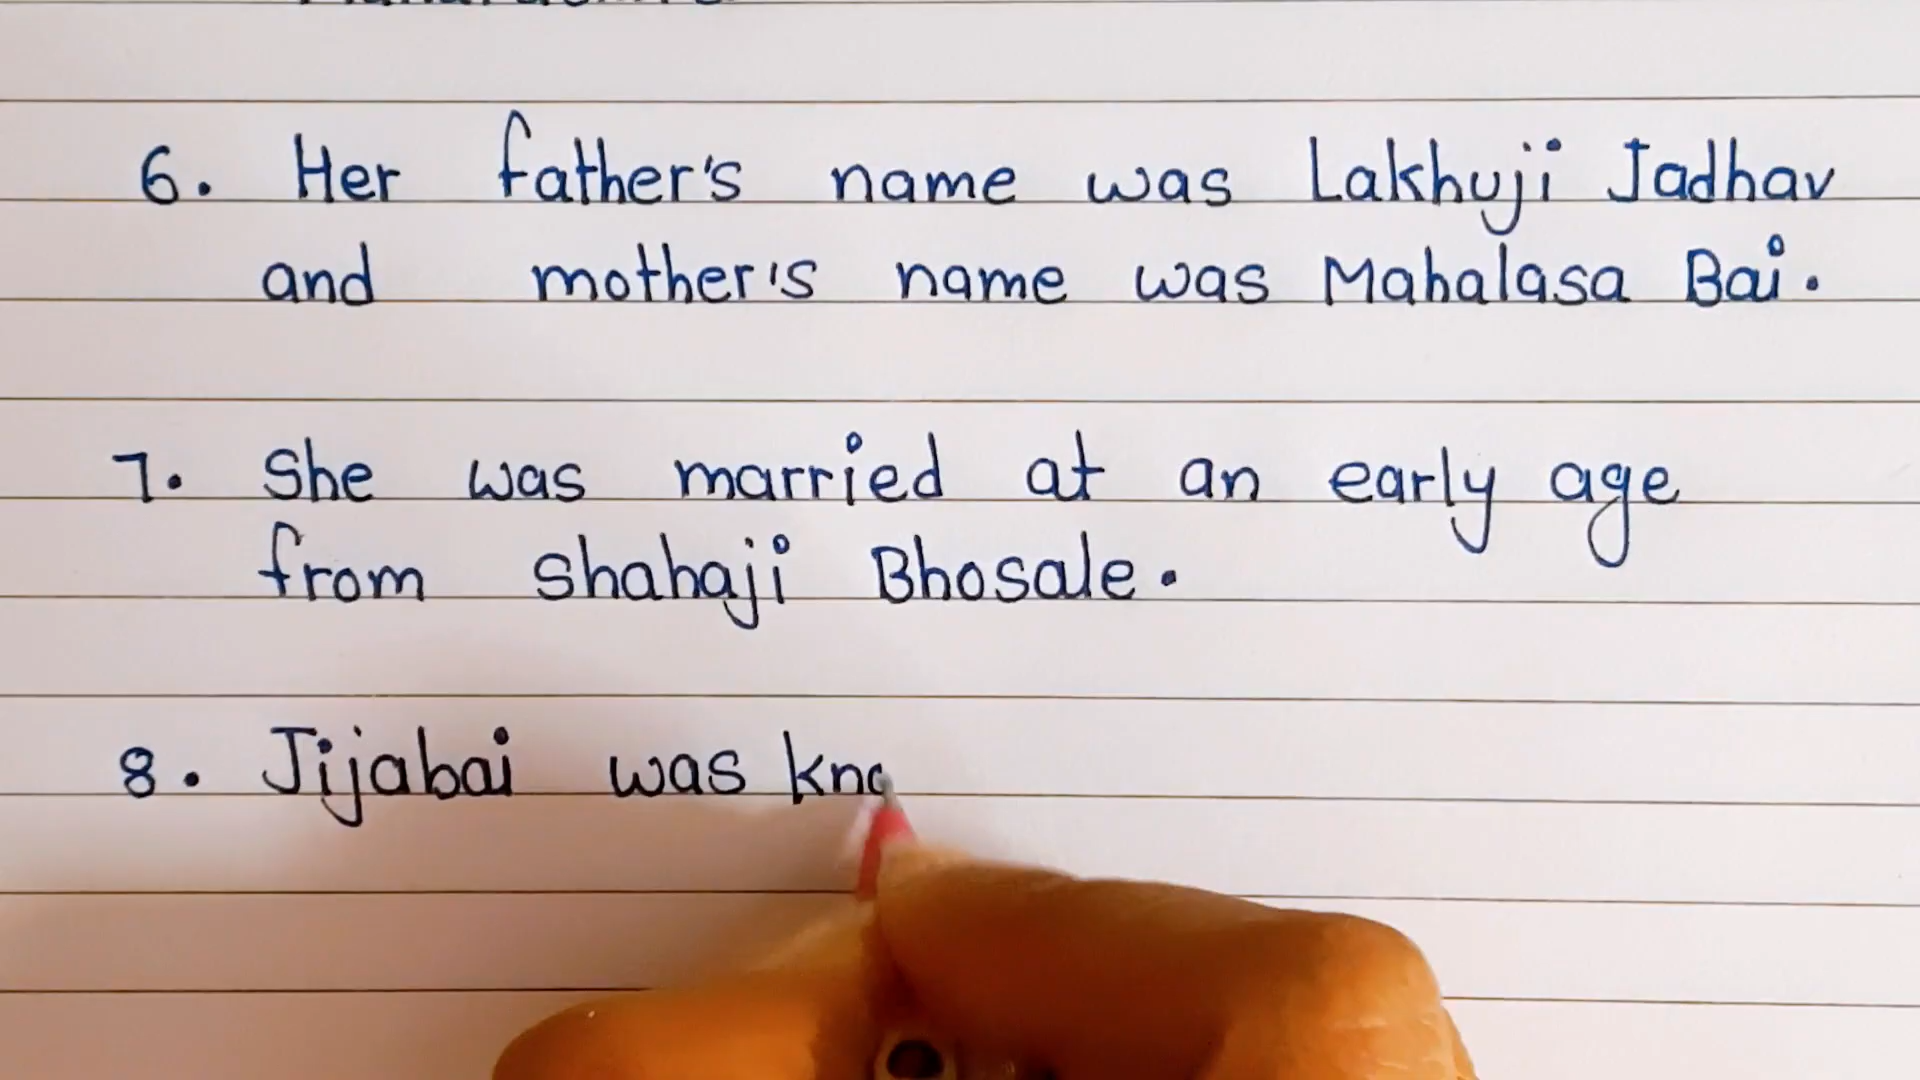 6. Her father's name was Lakhuji Jadhav
and mother's name was Mahalasa Bai.
7. She was married at an early age
from Shahaji Bhosale.
8. Jijabai was kno